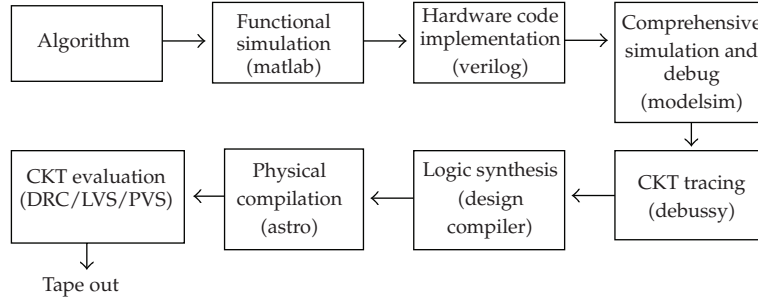 Algorithm
Functional
simulation
(matlab)
Hardware code
implementation
(verilog)
Comprehensive
simulation and
debug
(modelsim)
CKT evaluation
(DRC/LVS/PVS)
Physical
compilation
(astro)
Logic synthesis
(design
compiler)
CKT tracing
(debussy)
Tape out